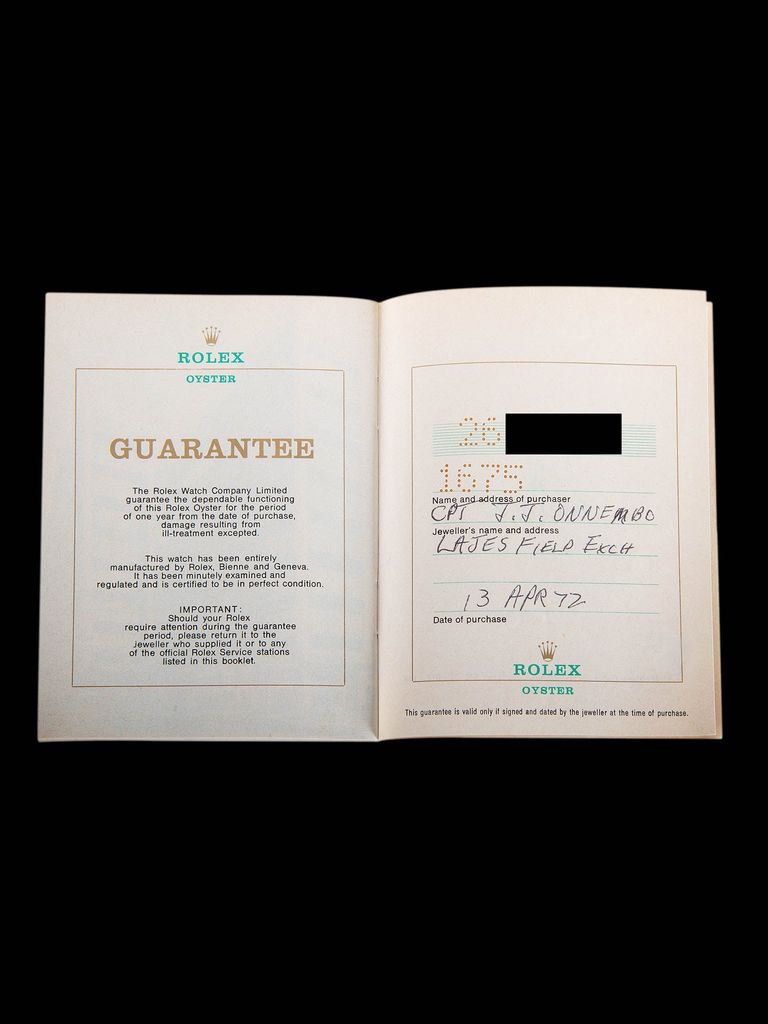 ROLEX
OYSTER
GUARANTEE
The Rolex Watch Company Limited
guarantee the dependable functioning
of this Rolex Oyster for the period
of one year from the date of purchase,
damage resulting from
ill-treatment excepted.
This watch has been entirely
manufactured by Rolex, Bienne and Geneva.
It has been minutely examined and
regulated and is certified to be in perfect condition.
IMPORTANT:
Should your Rolex
require attention during the guarantee
period, please return it to the
Jeweller who supplied it or to any
of the official Rolex Service stations
listed in this booklet.
26
1675
Name and address of purchaser
CPT J.J. ONNEMBO
Jeweller's name and address
LAJES FIELD EXCH
13 APR 72
Date of purchase
ROLEX
OYSTER
This guarantee is valid only if signed and dated by the jeweller at the time of purchase.